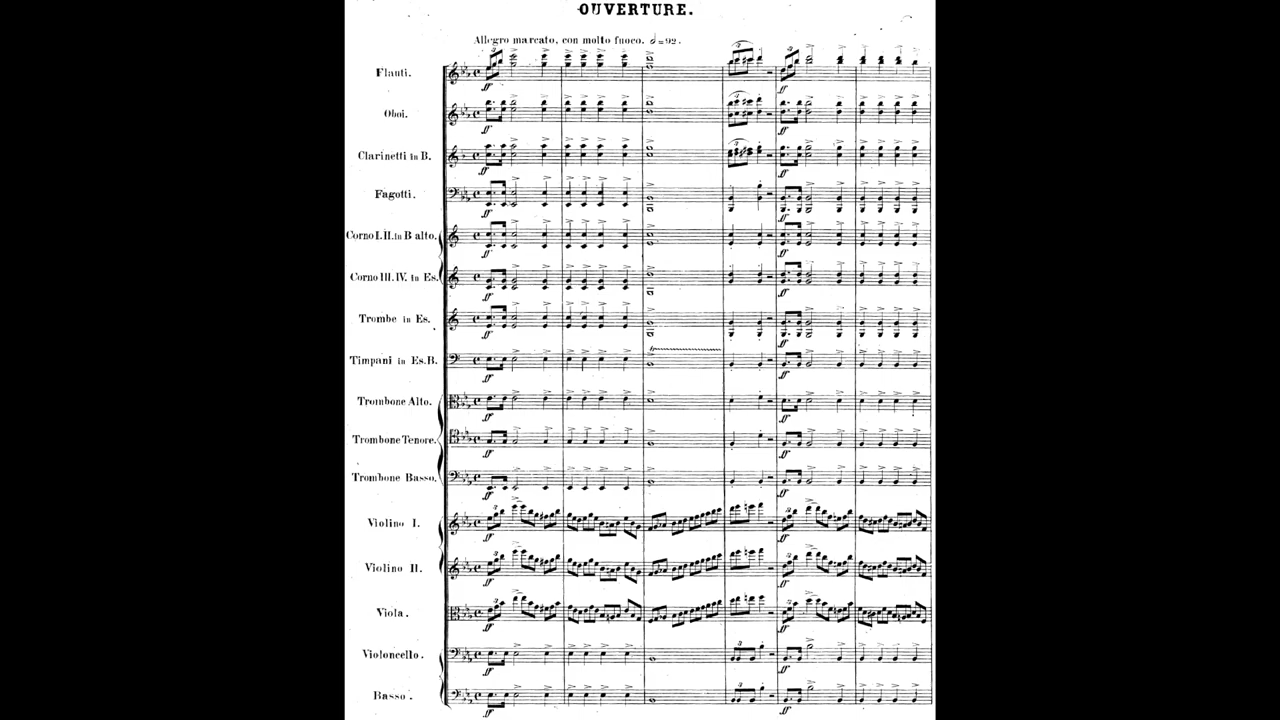 OUVERTURE.
Allegro marcato, con molto fuoco. 𝅗𝅥=92.
Flauti.
Oboi.
Clarinetti in B.
Fagotti.
Corno I.II. in B alto.
Corno III.IV. in Es.
Trombe in Es.
Timpani in Es.B.
Trombone Alto.
Trombone Tenore.
Trombone Basso.
Violino I.
Violino II.
Viola.
Violoncello.
Basso.